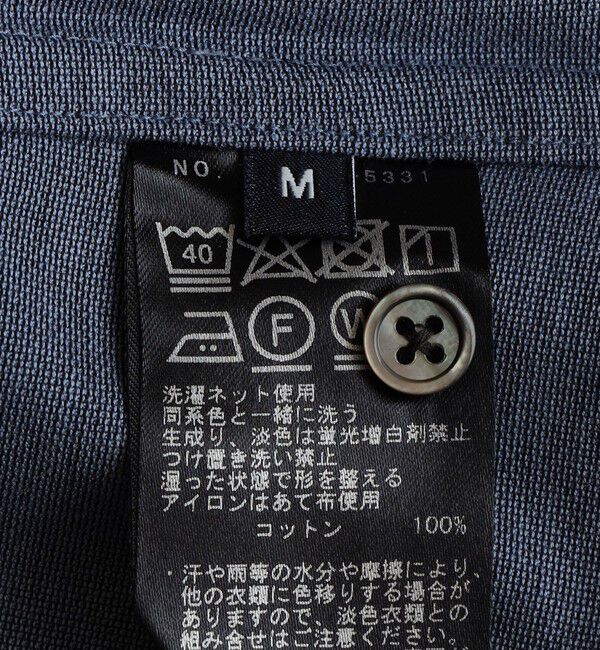 NO.
M
5331
40
F
W
洗濯ネット使用
同系色と一緒に洗う
生成り、淡色は蛍光増白剤禁止
つけ置き洗い禁止
湿った状態で形を整える
アイロンはあて布使用
コットン 100%
・汗や雨等の水分や摩擦により、
他の衣類に色移りする場合が
ありますので、淡色衣類との
組み合せはご注意ください。